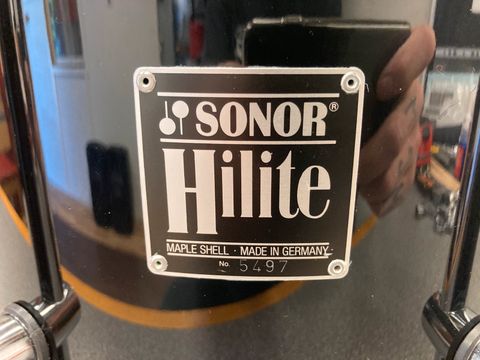 SONOR®
Hilite
MAPLE SHELL · MADE IN GERMANY
No. 5497